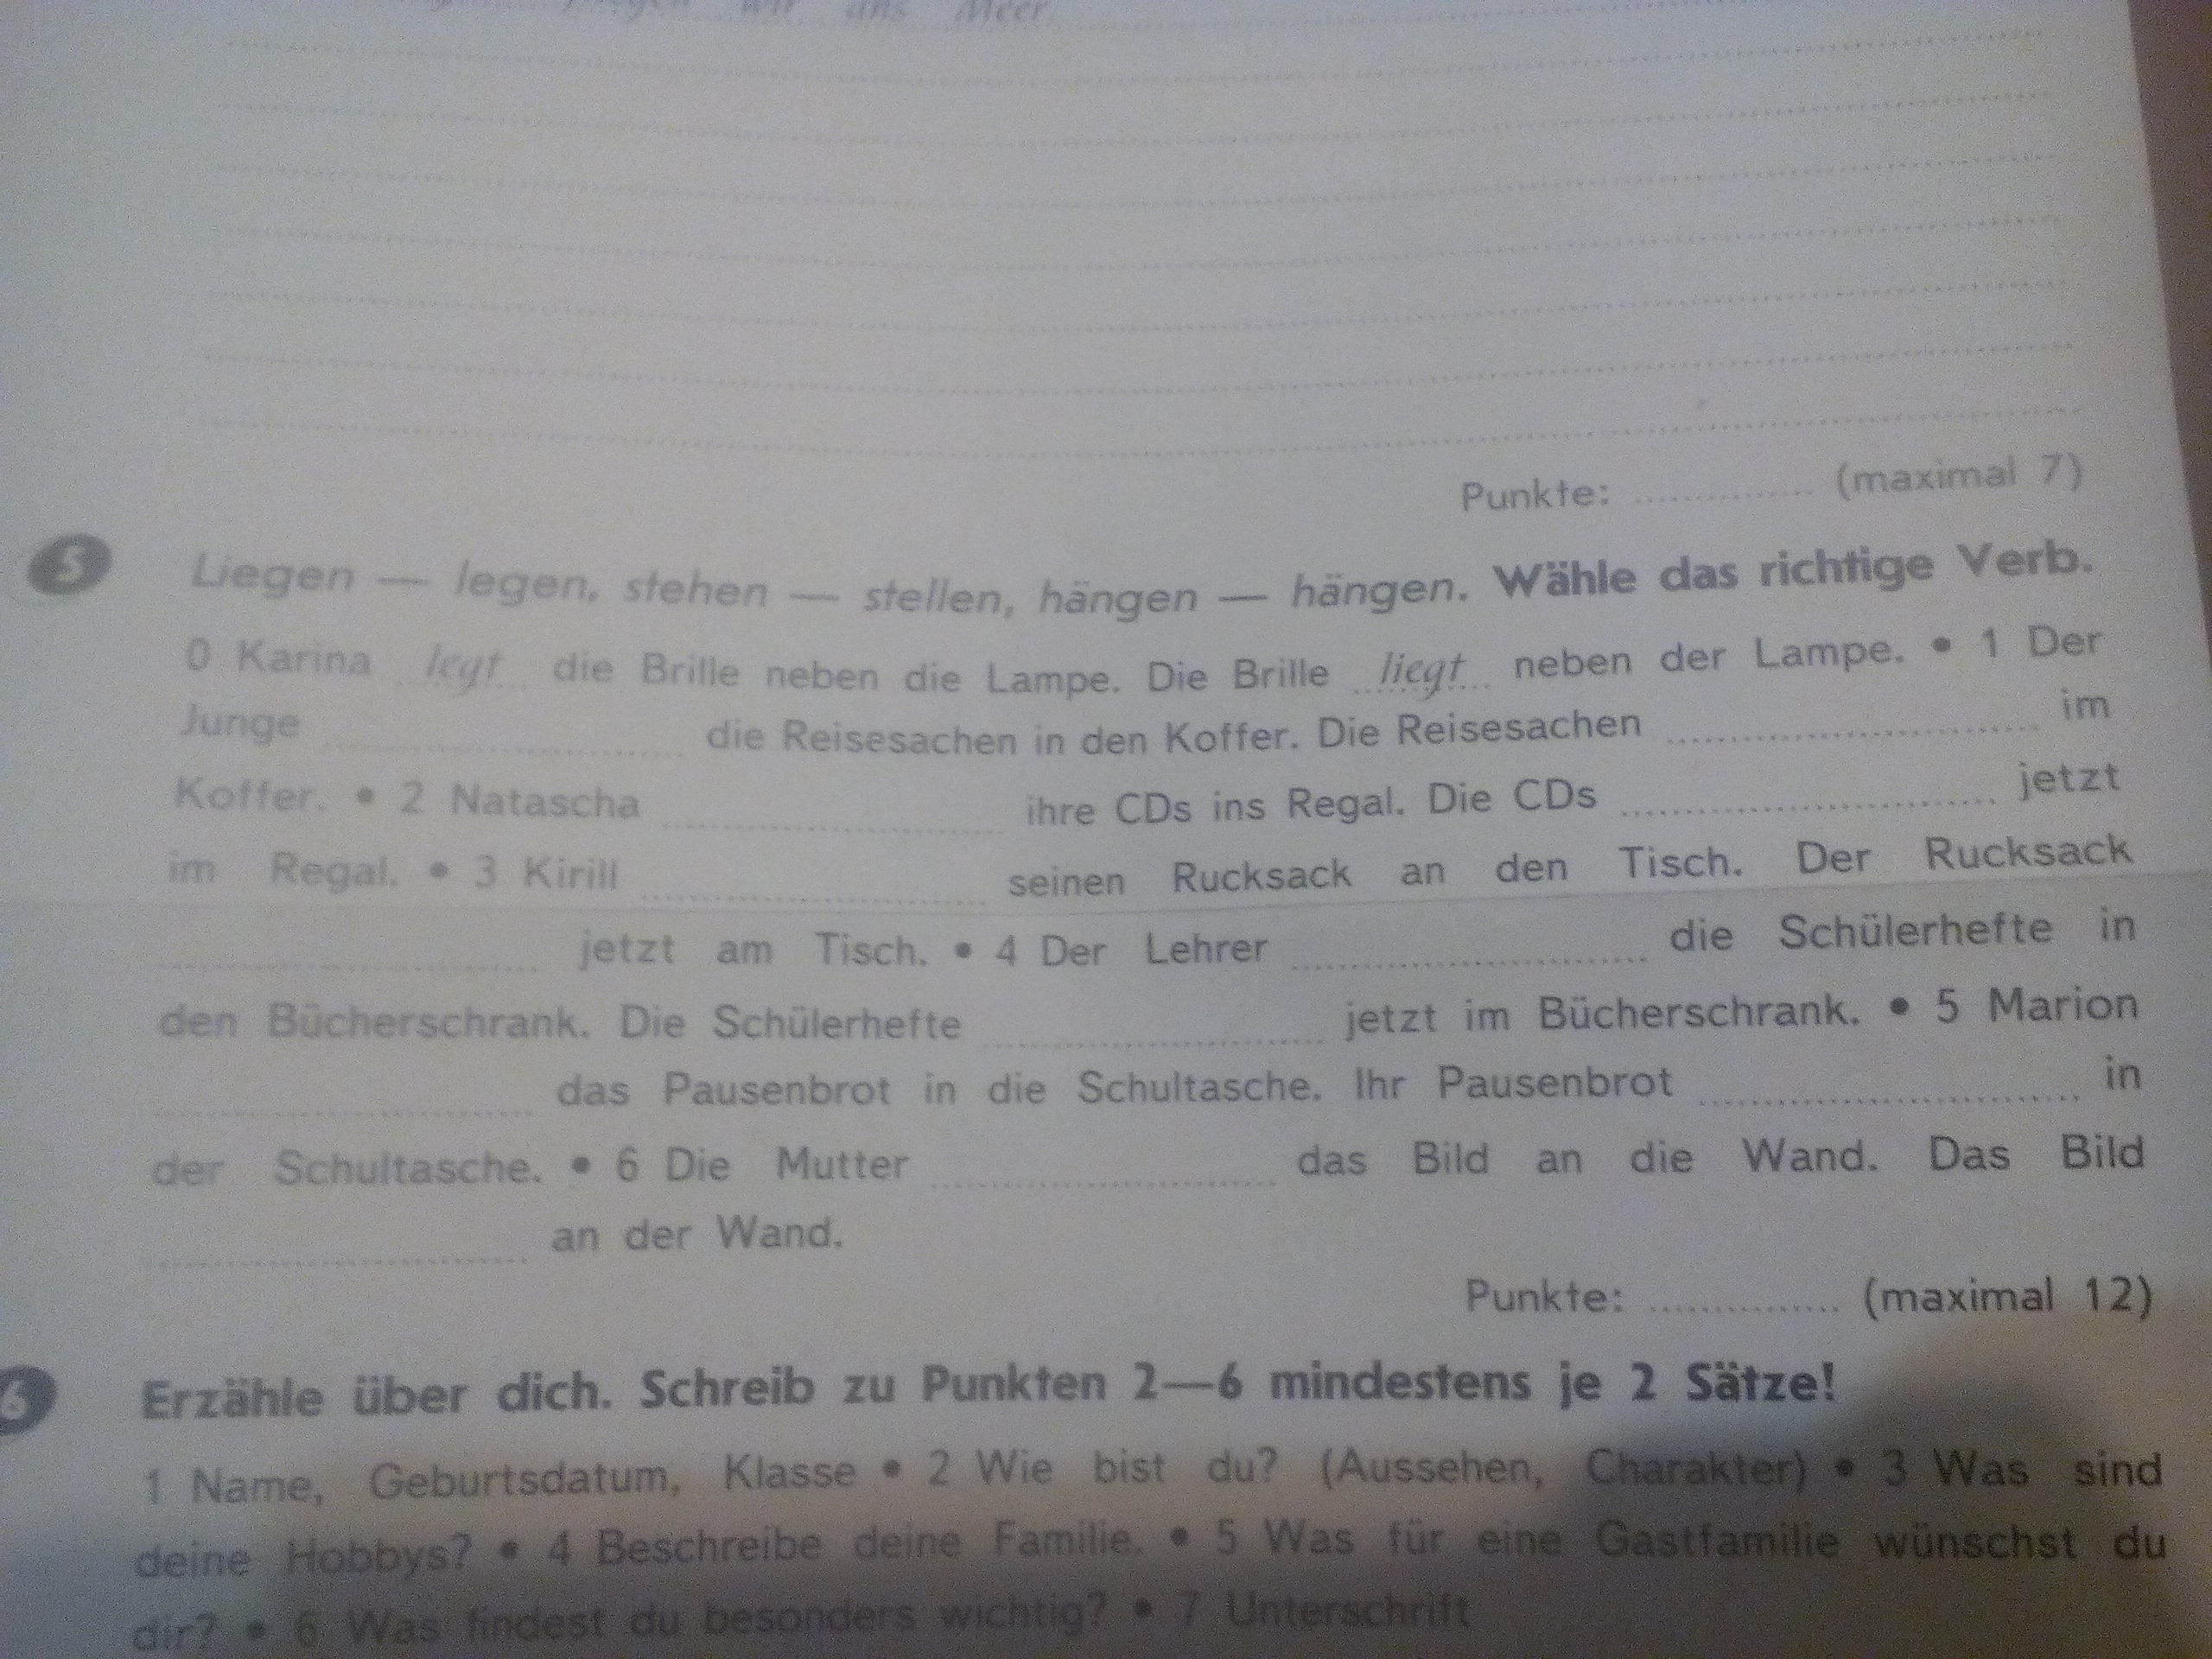 wir ans Meer.
Punkte: (maximal 7)
5 Liegen — legen, stehen — stellen, hängen — hängen. Wähle das richtige Verb.
0 Karina legt die Brille neben die Lampe. Die Brille liegt neben der Lampe. • 1 Der
Junge die Reisesachen in den Koffer. Die Reisesachen im
Koffer. • 2 Natascha ihre CDs ins Regal. Die CDs jetzt
im Regal. • 3 Kirill seinen Rucksack an den Tisch. Der Rucksack
jetzt am Tisch. • 4 Der Lehrer die Schülerhefte in
den Bücherschrank. Die Schülerhefte jetzt im Bücherschrank. • 5 Marion
das Pausenbrot in die Schultasche. Ihr Pausenbrot in
der Schultasche. • 6 Die Mutter das Bild an die Wand. Das Bild
an der Wand.
Punkte: (maximal 12)
6 Erzähle über dich. Schreib zu Punkten 2—6 mindestens je 2 Sätze!
1 Name, Geburtsdatum, Klasse • 2 Wie bist du? (Aussehen, Charakter) • 3 Was sind
deine Hobbys? • 4 Beschreibe deine Familie. • 5 Was für eine Gastfamilie wünschst du
dir? • 6 Was findest du besonders wichtig? • 7 Unterschrift